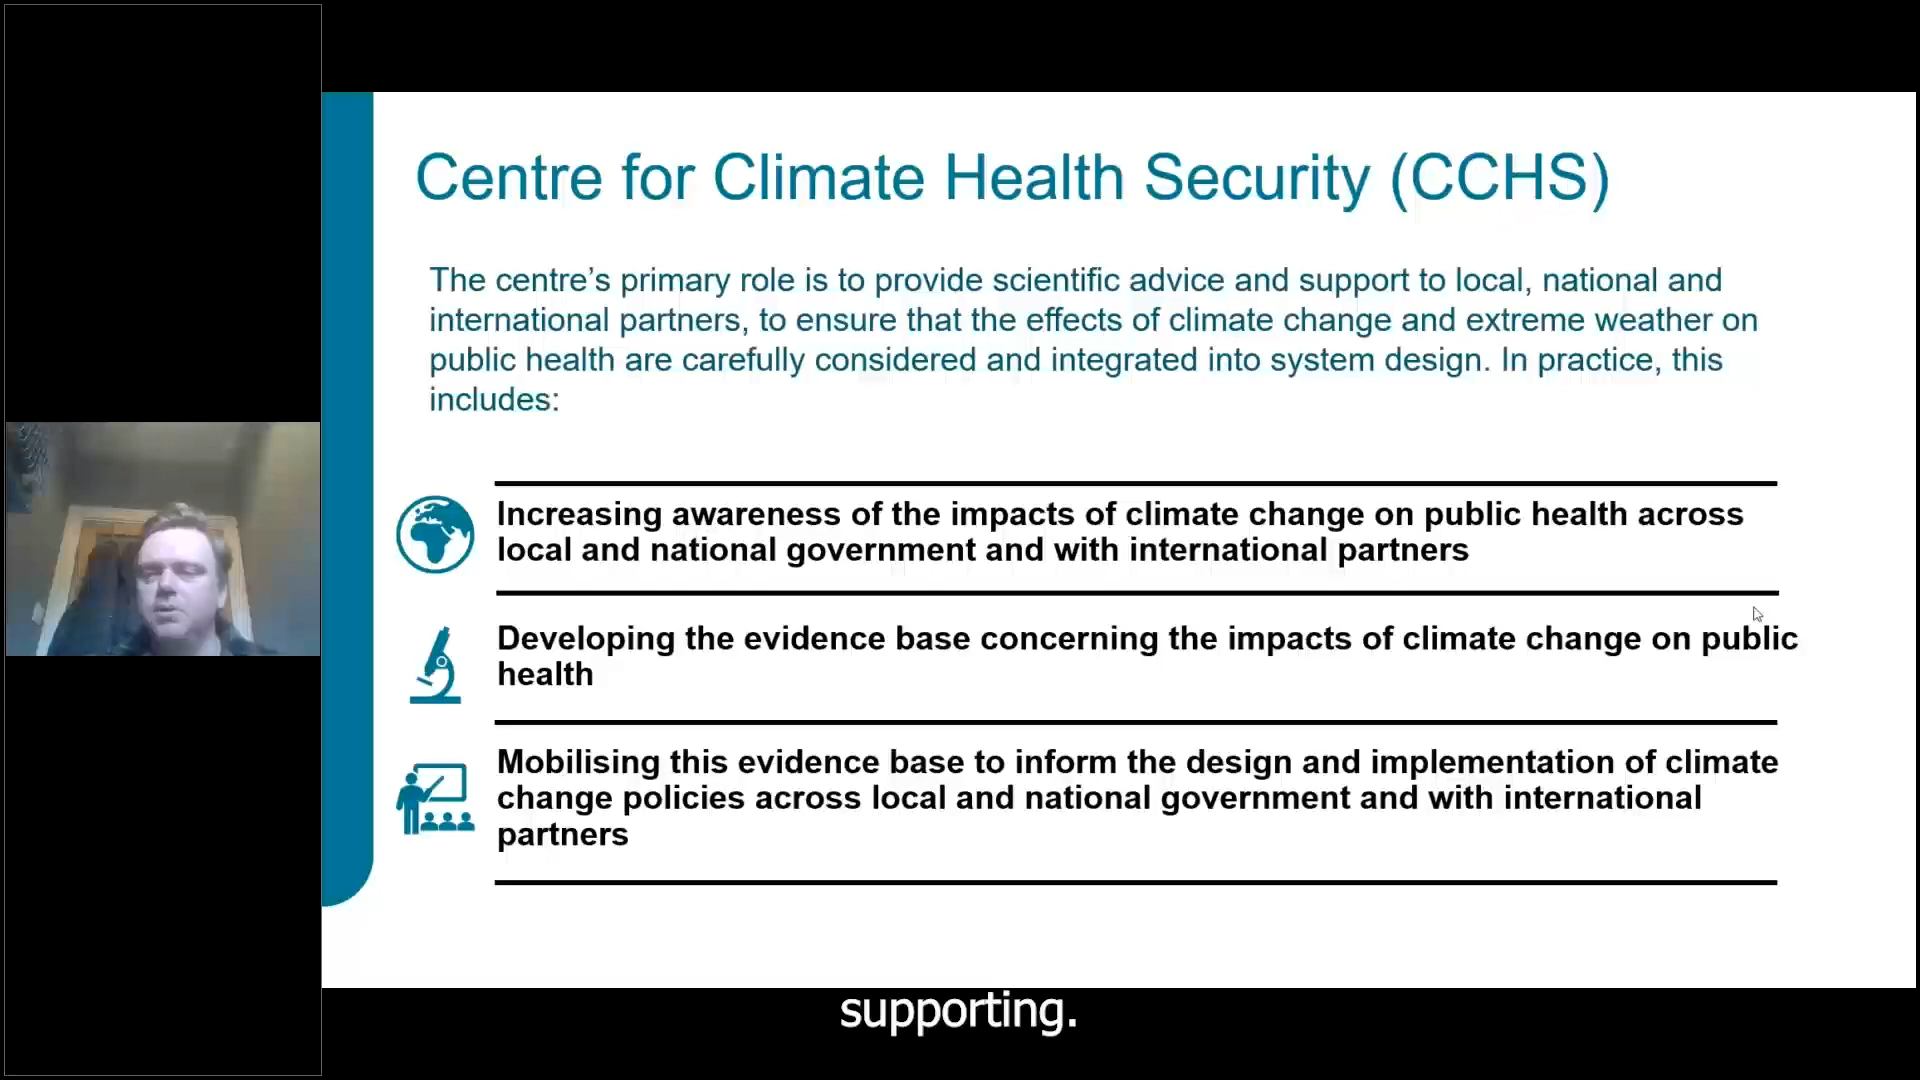 Centre for Climate Health Security (CCHS)
The centre’s primary role is to provide scientific advice and support to local, national and
international partners, to ensure that the effects of climate change and extreme weather on
public health are carefully considered and integrated into system design. In practice, this
includes:
Increasing awareness of the impacts of climate change on public health across
local and national government and with international partners
Developing the evidence base concerning the impacts of climate change on public
health
Mobilising this evidence base to inform the design and implementation of climate
change policies across local and national government and with international
partners
supporting.